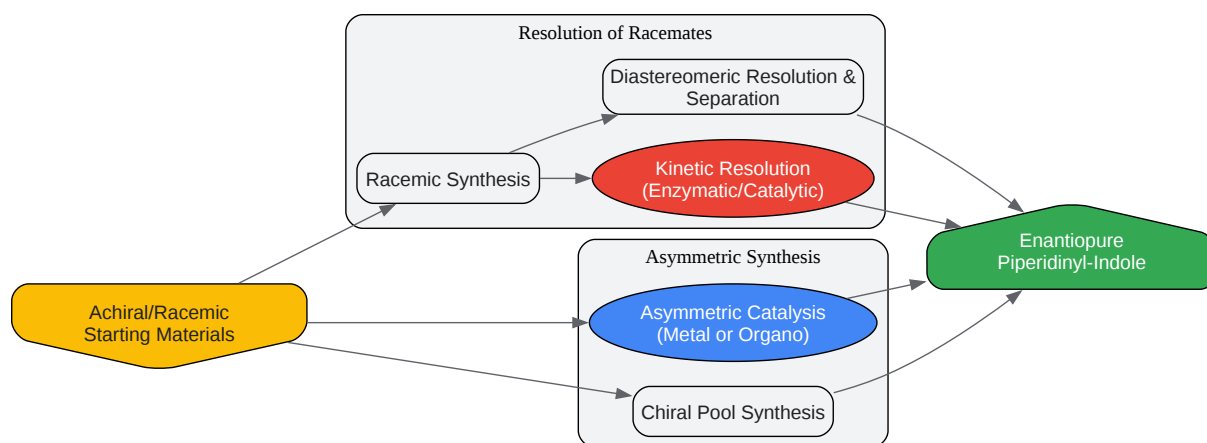 Resolution of Racemates
Diastereomeric Resolution &
Separation
Racemic Synthesis
Kinetic Resolution
(Enzymatic/Catalytic)
Enantiopure
Piperidinyl-Indole
Asymmetric Synthesis
Achiral/Racemic
Starting Materials
Asymmetric Catalysis
(Metal or Organo)
Chiral Pool Synthesis